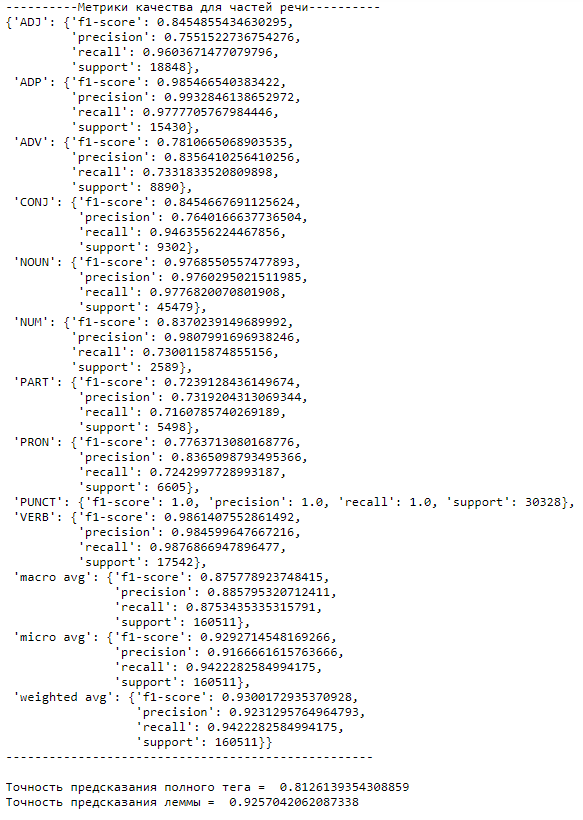 ----------Метрики качества для частей речи----------
{'ADJ': {'f1-score': 0.8454855434630295,
'precision': 0.7551522736754276,
'recall': 0.9603671477079796,
'support': 18848},
'ADP': {'f1-score': 0.985466540383422,
'precision': 0.9932846138652972,
'recall': 0.9777705767984446,
'support': 15430},
'ADV': {'f1-score': 0.7810665068903535,
'precision': 0.8356410256410256,
'recall': 0.7331833520809898,
'support': 8890},
'CONJ': {'f1-score': 0.8454667691125624,
'precision': 0.7640166637736504,
'recall': 0.9463556224467856,
'support': 9302},
'NOUN': {'f1-score': 0.9768550557477893,
'precision': 0.9760295021511985,
'recall': 0.9776820070801908,
'support': 45479},
'NUM': {'f1-score': 0.8370239149689992,
'precision': 0.9807991696938246,
'recall': 0.7300115874855156,
'support': 2589},
'PART': {'f1-score': 0.7239128436149674,
'precision': 0.7319204313069344,
'recall': 0.7160785740269189,
'support': 5498},
'PRON': {'f1-score': 0.7763713080168776,
'precision': 0.8365098793495366,
'recall': 0.7242997728993187,
'support': 6605},
'PUNCT': {'f1-score': 1.0, 'precision': 1.0, 'recall': 1.0, 'support': 30328},
'VERB': {'f1-score': 0.9861407552861492,
'precision': 0.984599647667216,
'recall': 0.9876866947896477,
'support': 17542},
'macro avg': {'f1-score': 0.875778923748415,
'precision': 0.885795320712411,
'recall': 0.8753435335315791,
'support': 160511},
'micro avg': {'f1-score': 0.9292714548169266,
'precision': 0.9166661615763666,
'recall': 0.9422282584994175,
'support': 160511},
'weighted avg': {'f1-score': 0.9300172935370928,
'precision': 0.9231295764964793,
'recall': 0.9422282584994175,
'support': 160511}}
---------------------------------------------------
Точность предсказания полного тега =  0.8126139354308859
Точность предсказания леммы =  0.9257042062087338